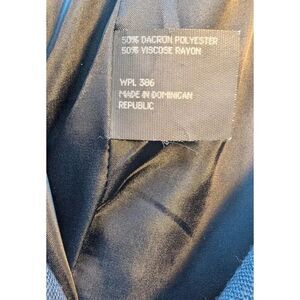 50% DACRON POLYESTER
50% VISCOSE RAYON
WPL 386
MADE IN DOMINICAN
REPUBLIC